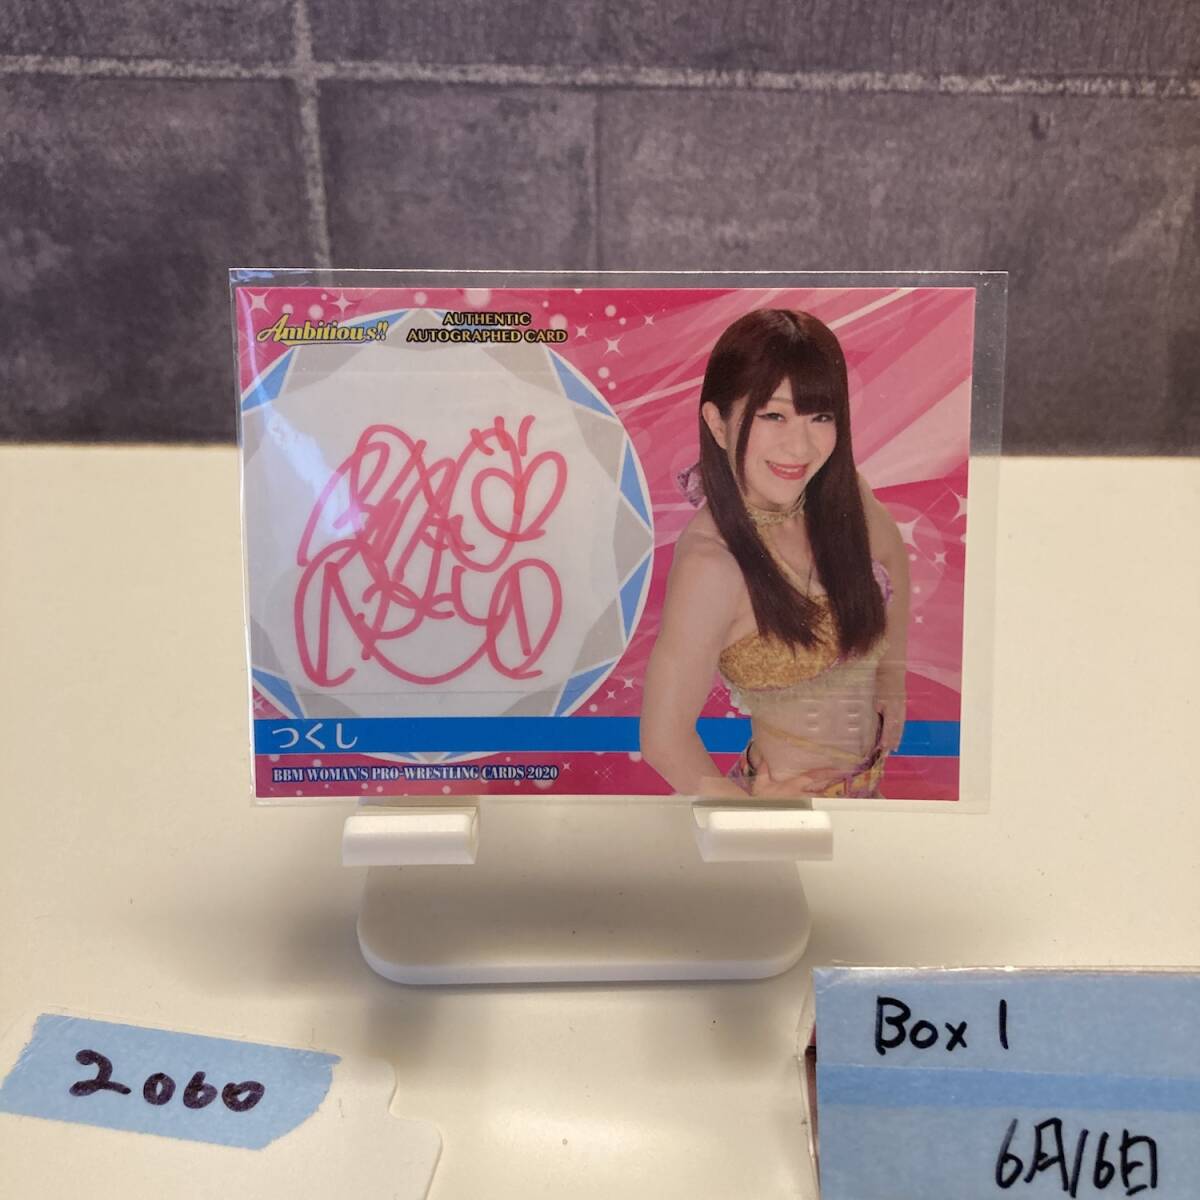 Ambitious!!
AUTHENTIC
AUTOGRAPHED CARD
つくし
BBM WOMAN'S PRO-WRESTLING CARDS 2020
2060
Box 1
6月16日